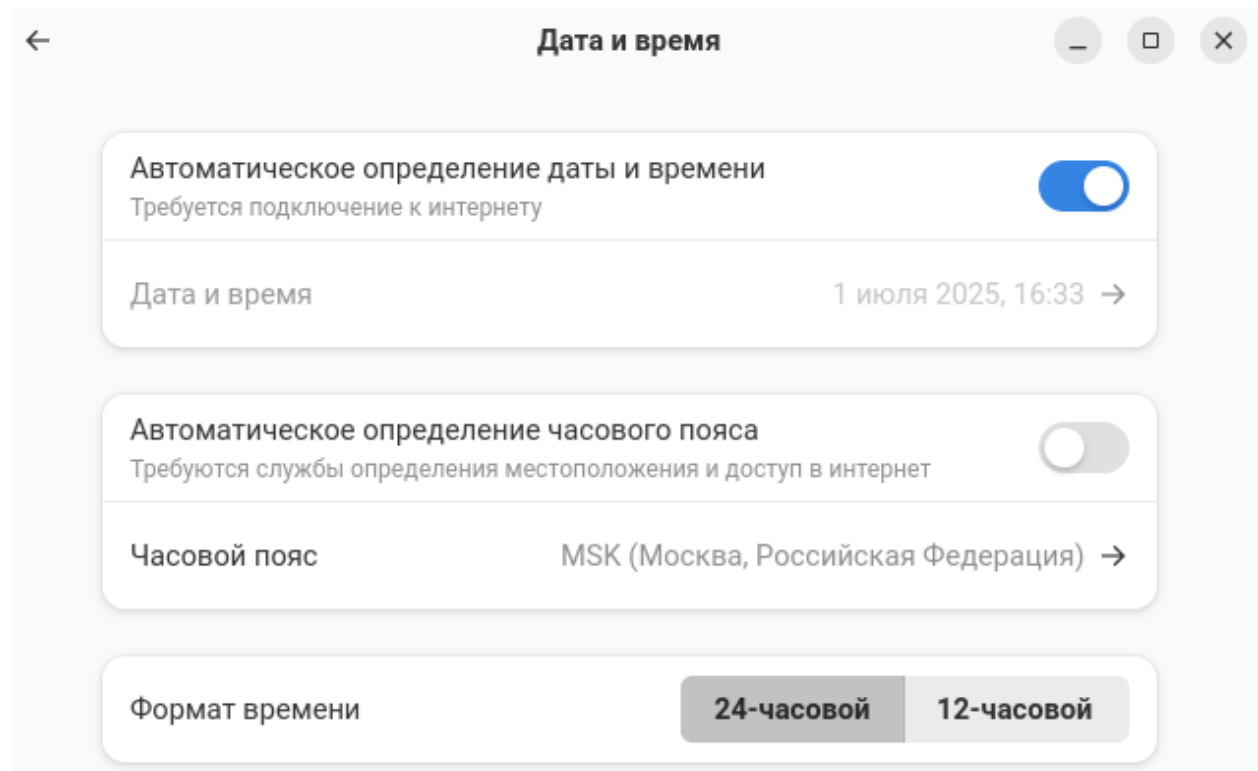 Дата и время
Автоматическое определение даты и времени
Требуется подключение к интернету
Дата и время 1 июля 2025, 16:33
Автоматическое определение часового пояса
Требуются службы определения местоположения и доступ в интернет
Часовой пояс MSK (Москва, Российская Федерация)
Формат времени 24-часовой 12-часовой